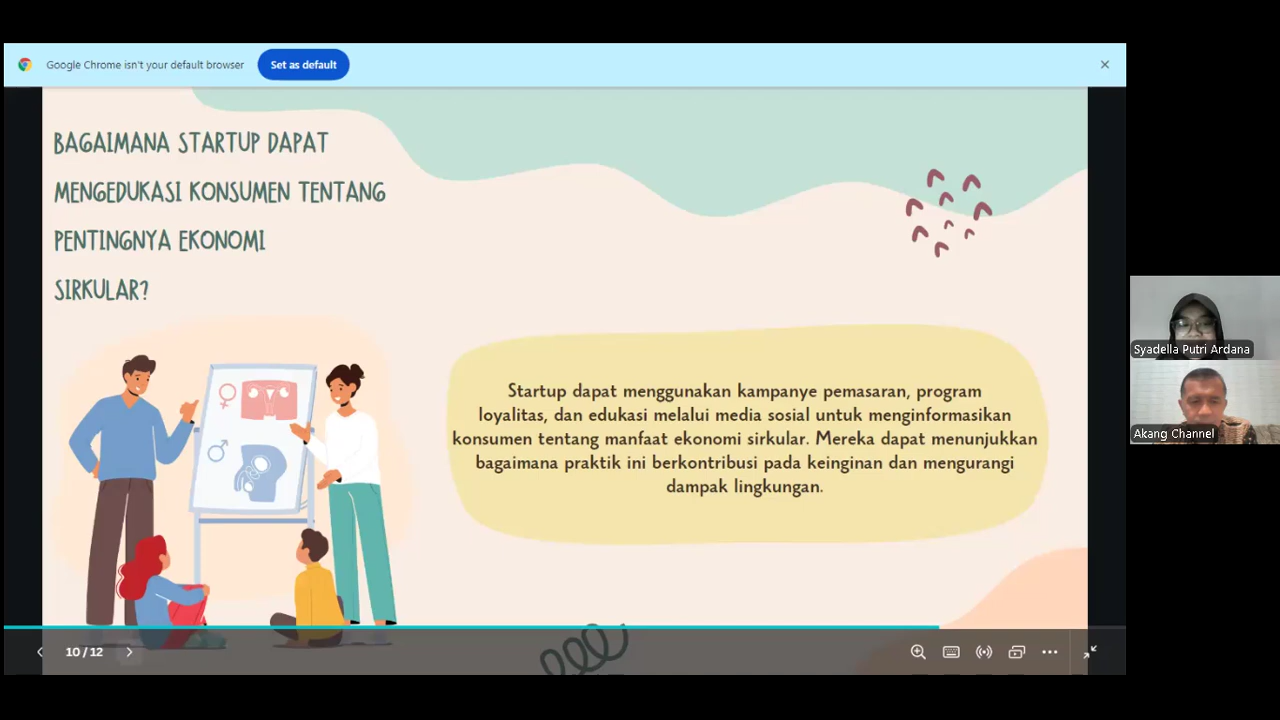 Google Chrome isn't your default browser
Set as default
BAGAIMANA STARTUP DAPAT
MENGEDUKASI KONSUMEN TENTANG
PENTINGNYA EKONOMI
SIRKULAR?
Startup dapat menggunakan kampanye pemasaran, program
loyalitas, dan edukasi melalui media sosial untuk menginformasikan
konsumen tentang manfaat ekonomi sirkular. Mereka dapat menunjukkan
bagaimana praktik ini berkontribusi pada keinginan dan mengurangi
dampak lingkungan.
Syadella Putri Ardana
Akang Channel
10 / 12